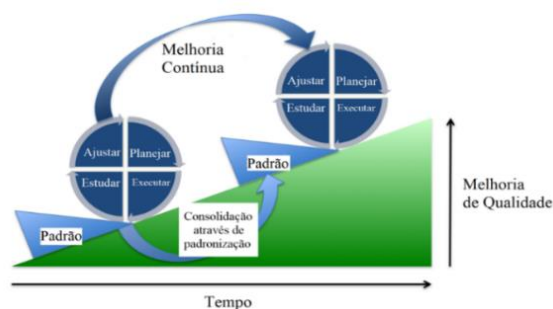 Melhoria
Contínua
Ajustar
Planejar
Estudar
Executar
Ajustar
Planejar
Estudar
Executar
Padrão
Padrão
Consolidação
através de
padronização
Melhoria
de Qualidade
Tempo